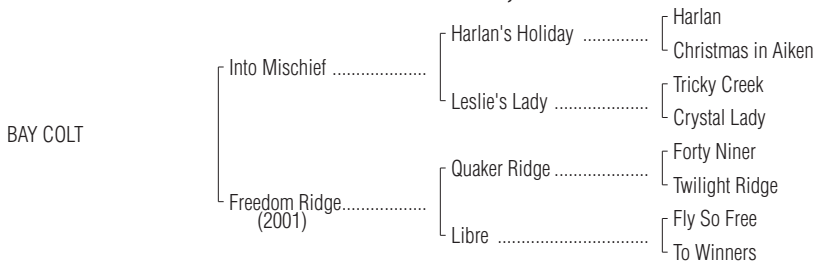 Harlan
Harlan's Holiday ..............
Christmas in Aiken
Into Mischief ....................
Tricky Creek
Leslie's Lady ....................
Crystal Lady
BAY COLT
Forty Niner
Quaker Ridge ....................
Twilight Ridge
Freedom Ridge..................
(2001)
Fly So Free
Libre ................................
To Winners